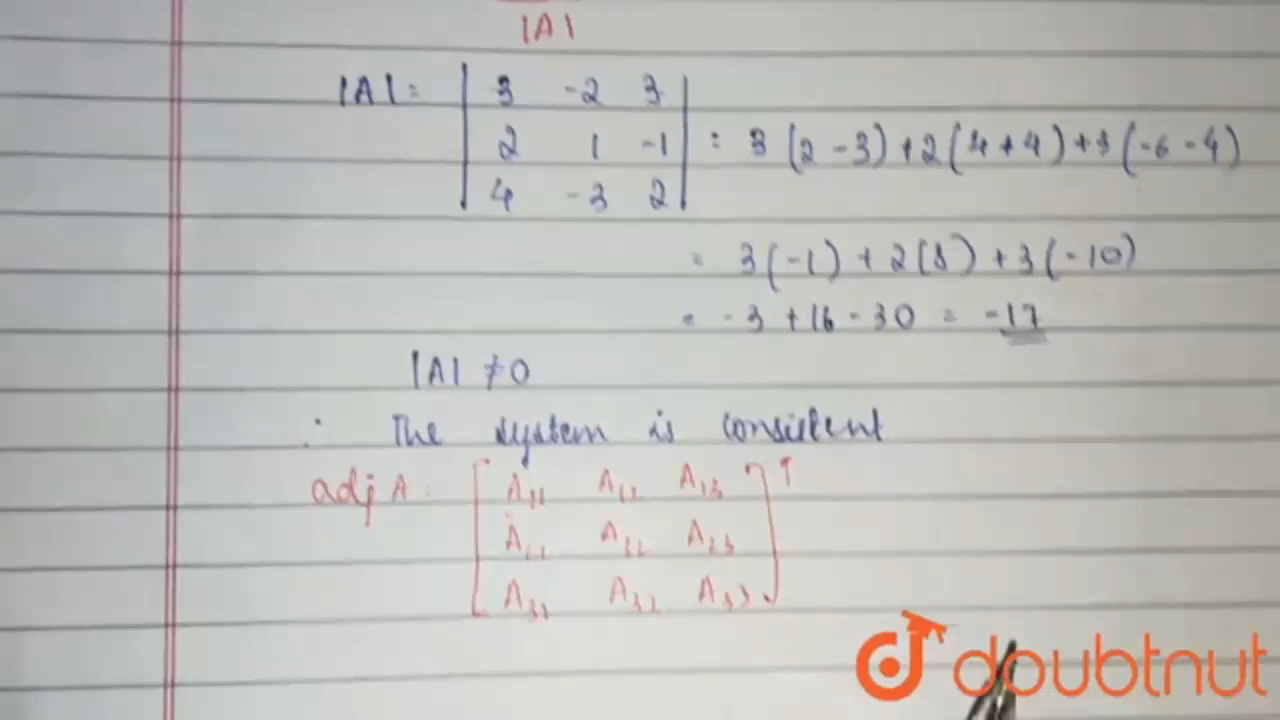 |A|
|A| = | 3 -2 3 |
| 2 1 -1 | = 3 (2 - 3) + 2 (4 + 4) + 3 (-6 - 4)
| 4 -3 2 |
= 3 (-1) + 2 (8) + 3 (-10)
= -3 + 16 - 30 = -17
|A| ≠ 0
∴ The system is consistent
adj A = [ A₁₁ A₁₂ A₁₃ ]ᵀ
A₂₁ A₂₂ A₂₃
A₃₁ A₃₂ A₃₃
doubtnut